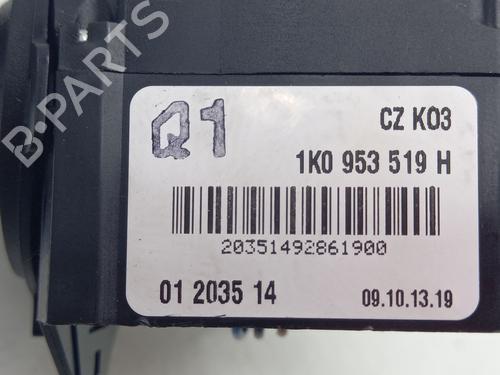 B-PARTS
Q1
CZ K03
1K0 953 519 H
20351492861900
01 2035 14
09.10.13.19